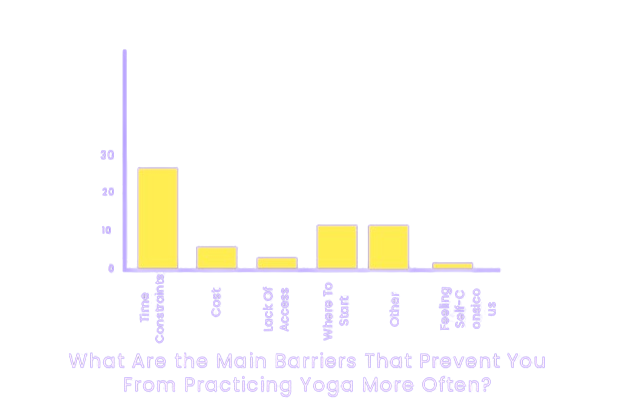 30
20
10
0
Time
Constraints
Cost
Lack Of
Access
Where To
Start
Other
Feeling
Self-C
onsico
us
What Are the Main Barriers That Prevent You
From Practicing Yoga More Often?